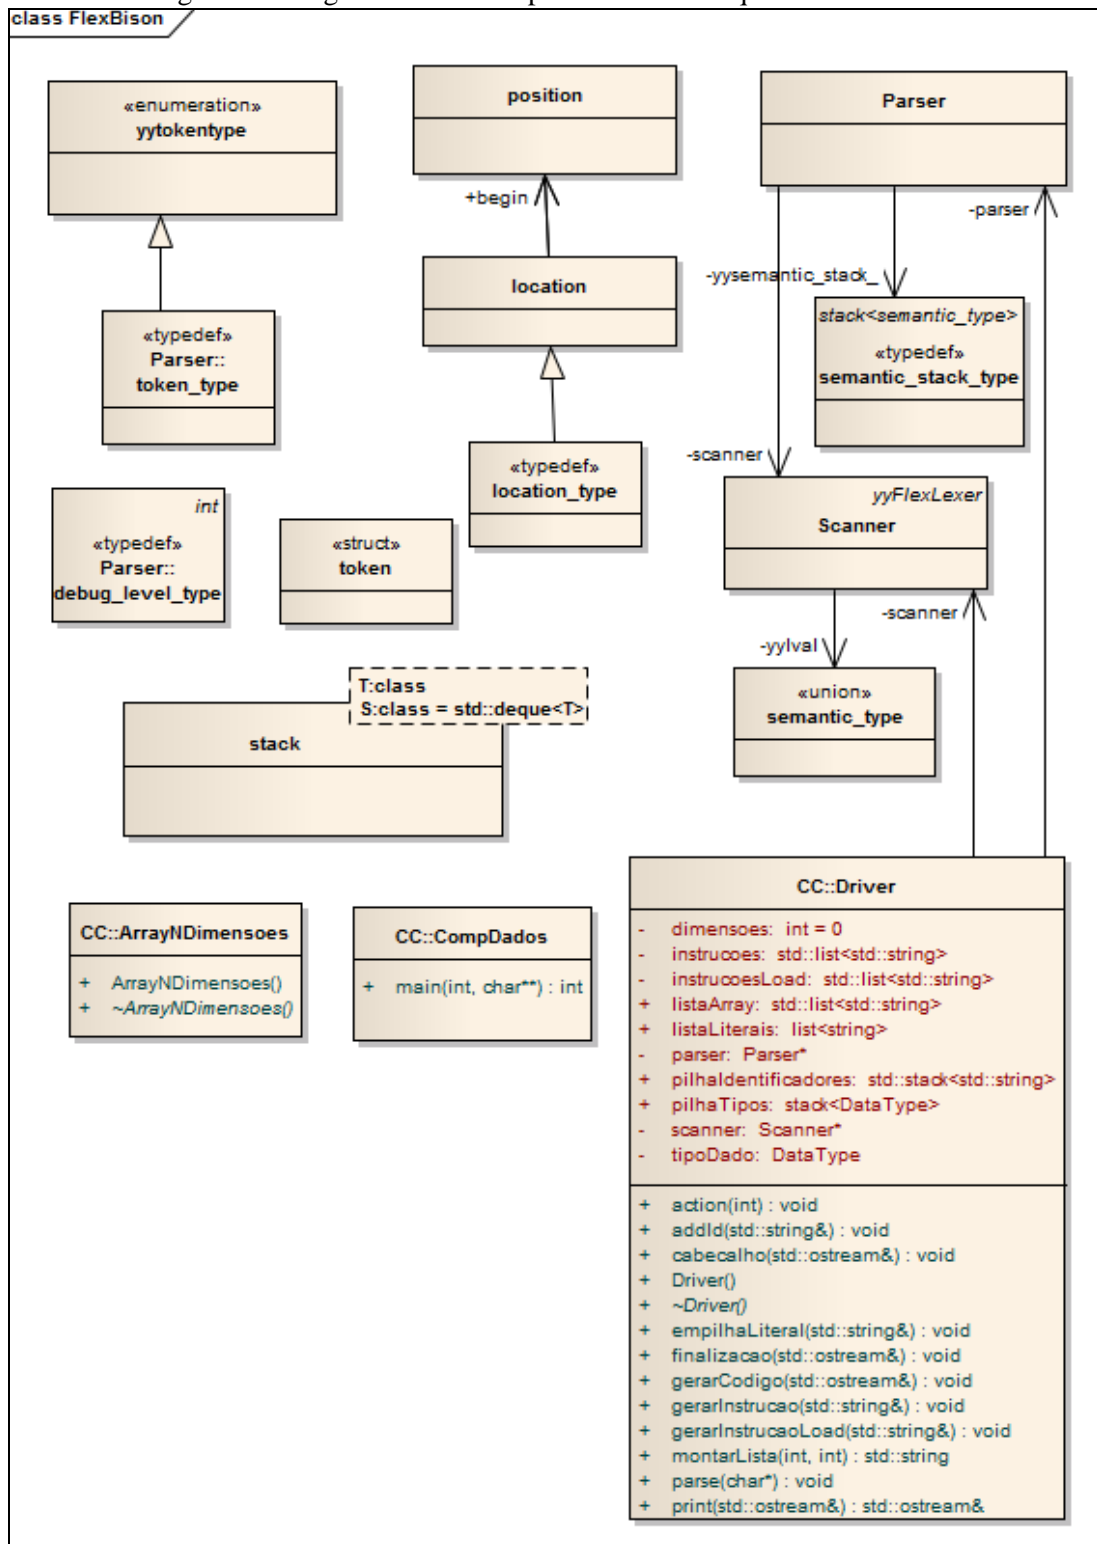 class FlexBison
«enumeration»
yytokentype
position
Parser
+begin
-parser
location
-yysemantic_stack_
«typedef»
Parser::
token_type
stack<semantic_type>
«typedef»
semantic_stack_type
-scanner
«typedef»
location_type
yyFlexLexer
Scanner
int
«typedef»
Parser::
debug_level_type
«struct»
token
-scanner
-yylval
T:class
S:class = std::deque<T>
stack
«union»
semantic_type
CC::Driver
- dimensoes: int = 0
- instrucoes: std::list<std::string>
- instrucoesLoad: std::list<std::string>
+ listaArray: std::list<std::string>
+ listaLiterais: list<string>
- parser: Parser*
+ pilhaIdentificadores: std::stack<std::string>
+ pilhaTipos: stack<DataType>
- scanner: Scanner*
- tipoDado: DataType
+ action(int) : void
+ addId(std::string&) : void
+ cabecalho(std::ostream&) : void
+ Driver()
+ ~Driver()
+ empilhaLiteral(std::string&) : void
+ finalizacao(std::ostream&) : void
+ gerarCodigo(std::ostream&) : void
+ gerarInstrucao(std::string&) : void
+ gerarInstrucaoLoad(std::string&) : void
+ montarLista(int, int) : std::string
+ parse(char*) : void
+ print(std::ostream&) : std::ostream&
CC::ArrayNDimensoes
+ ArrayNDimensoes()
+ ~ArrayNDimensoes()
CC::CompDados
+ main(int, char**) : int